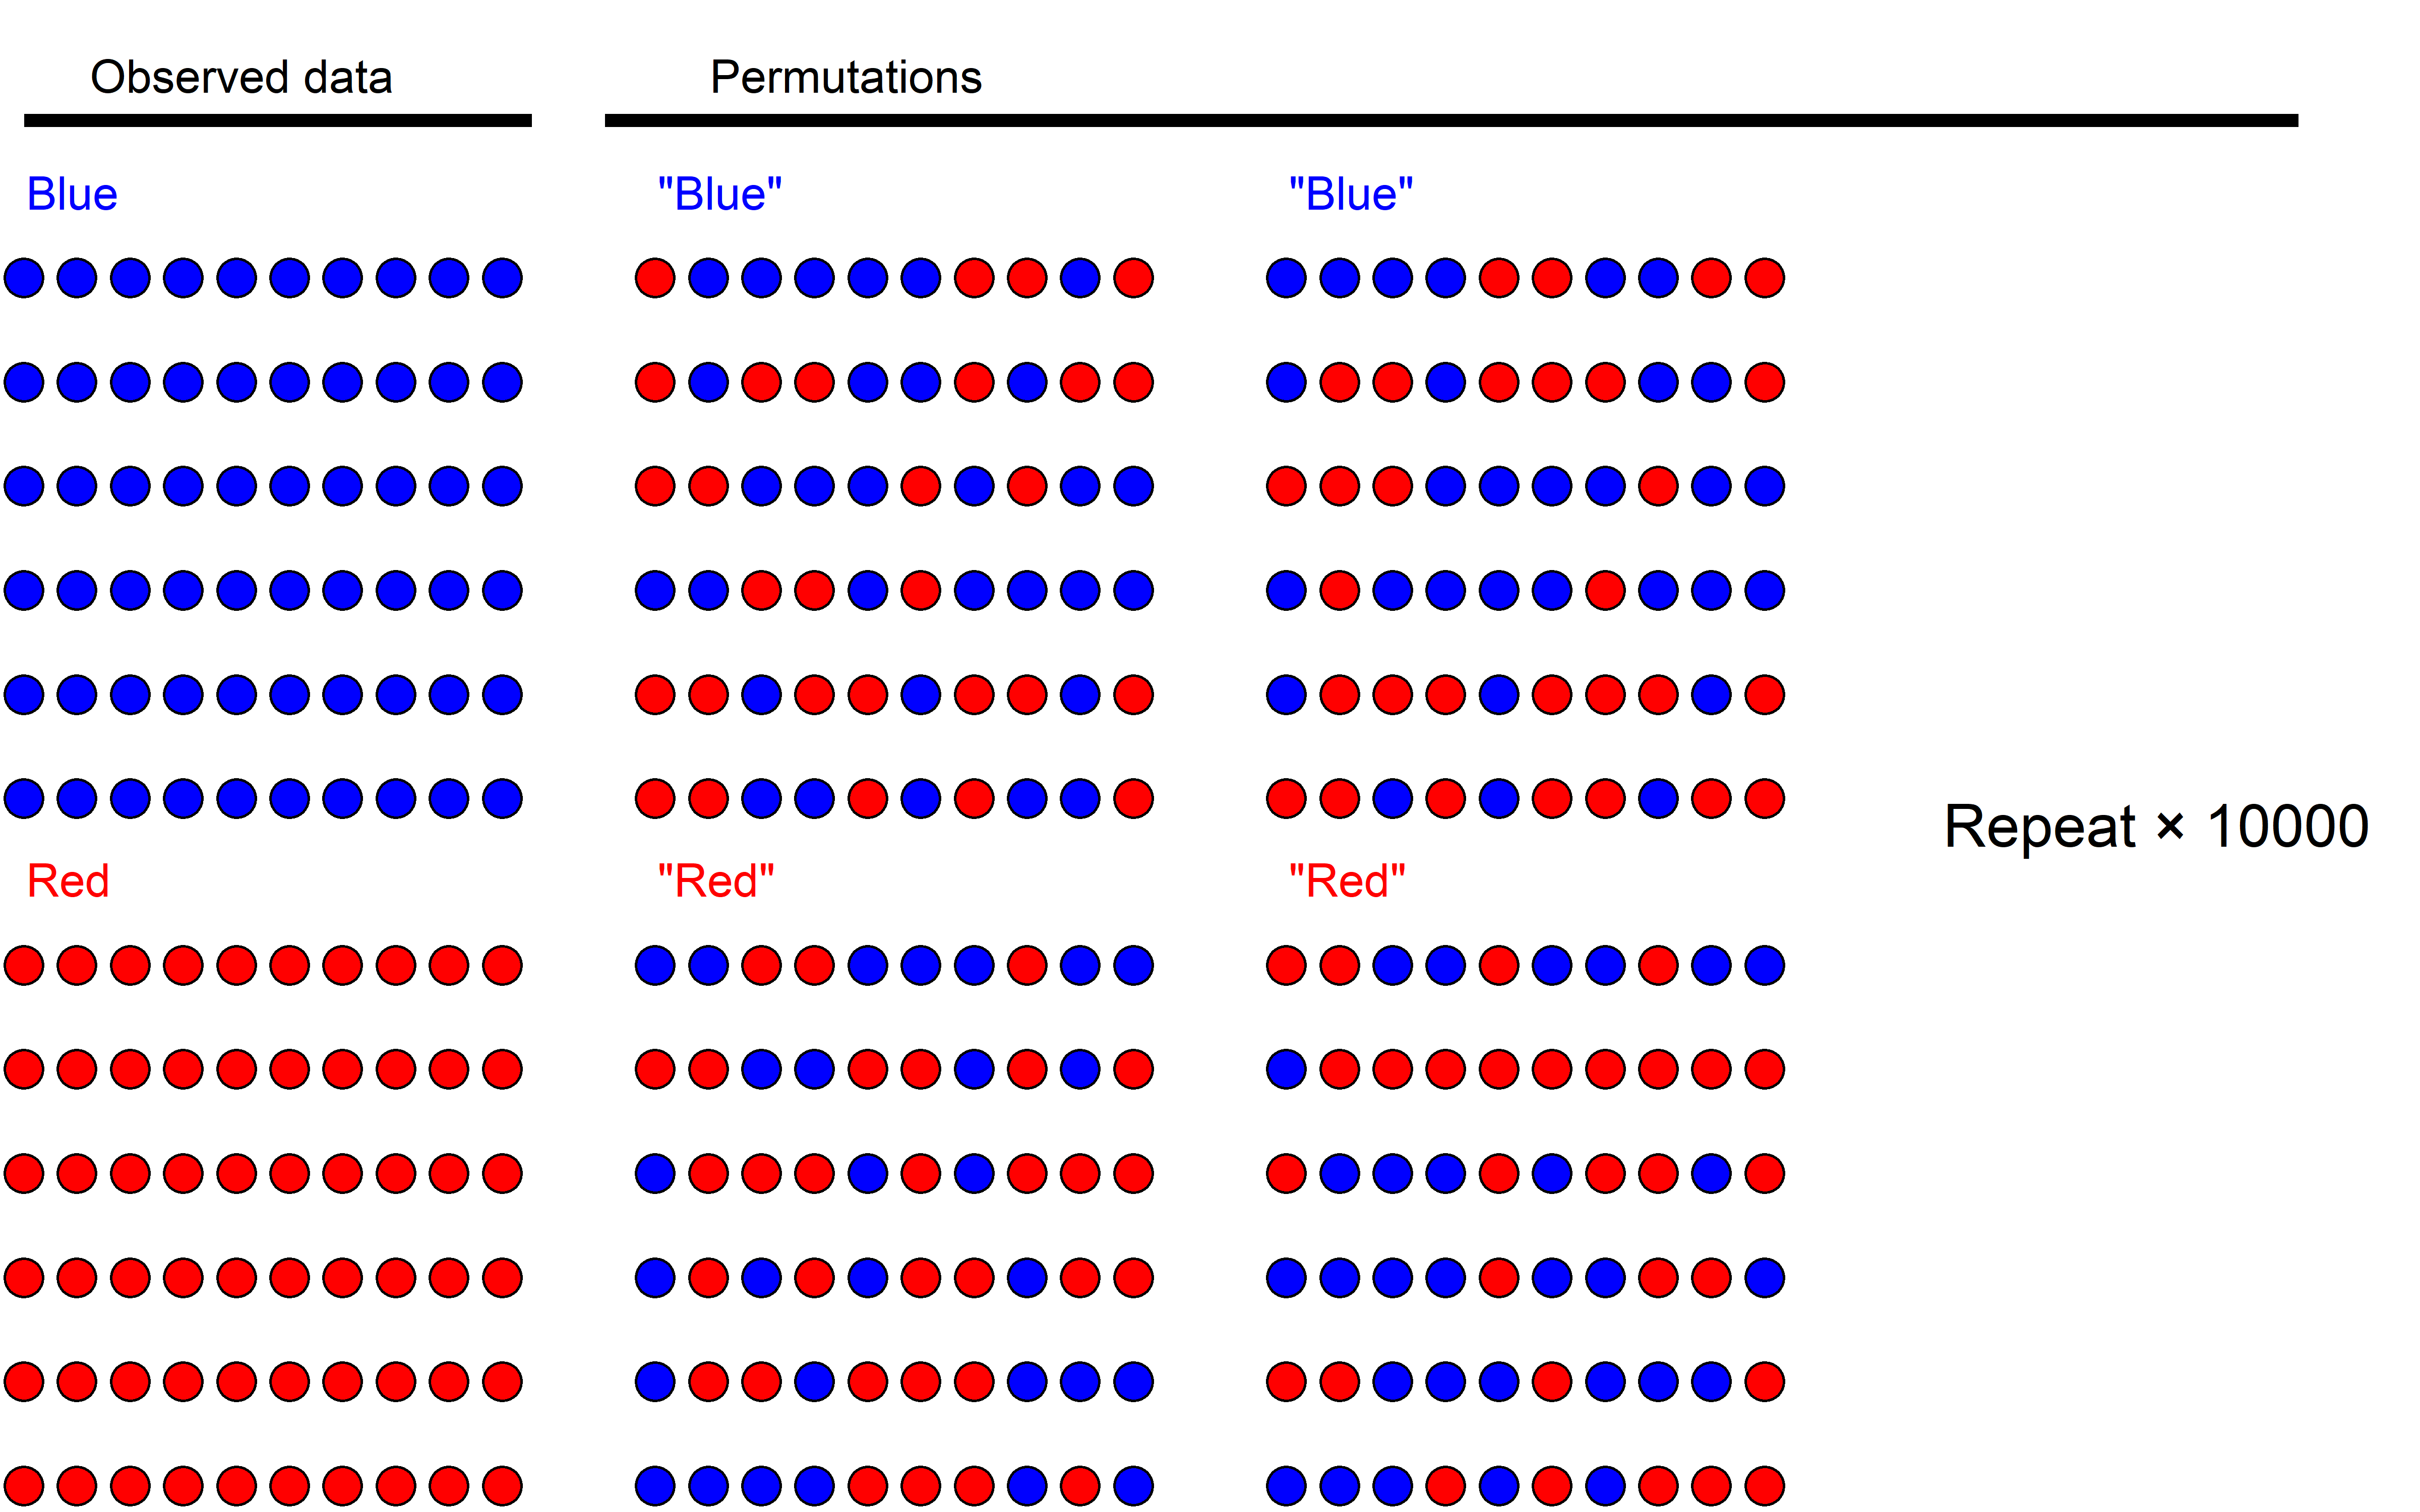 Observed data
Permutations
Blue
"Blue"
"Blue"
Repeat × 10000
Red
"Red"
"Red"